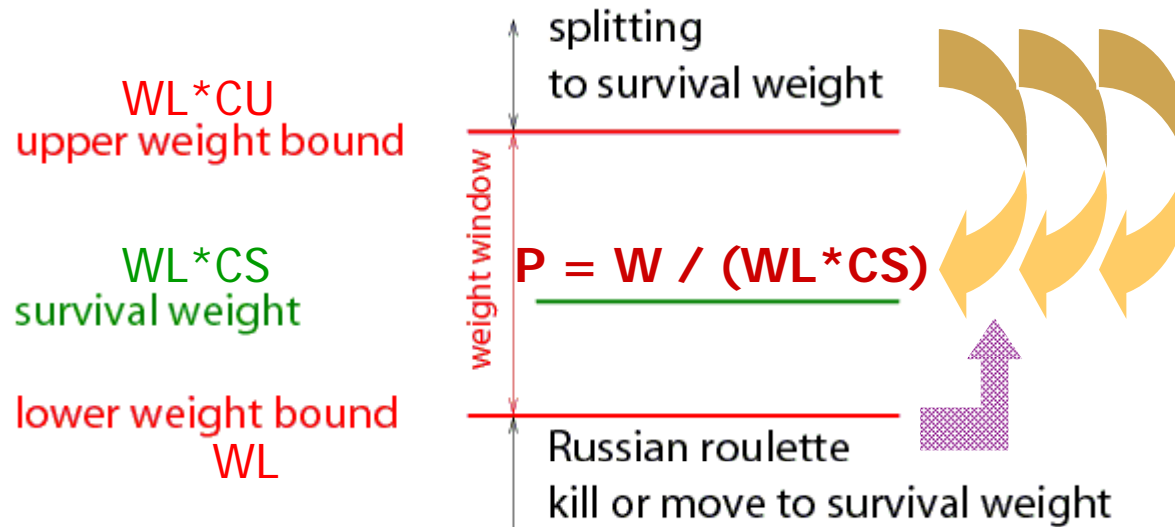 splitting
to survival weight
WL*CU
upper weight bound
weight window
WL*CS
survival weight
P = W / (WL*CS)
lower weight bound
WL
Russian roulette
kill or move to survival weight